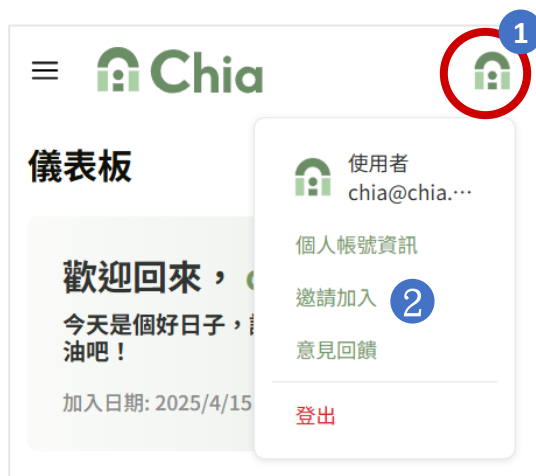 1
Chia
儀表板
使用者
chia@chia.…
個人帳號資訊
邀請加入 2
意見回饋
登出
歡迎回來，
今天是個好日子，
油吧！
加入日期: 2025/4/15